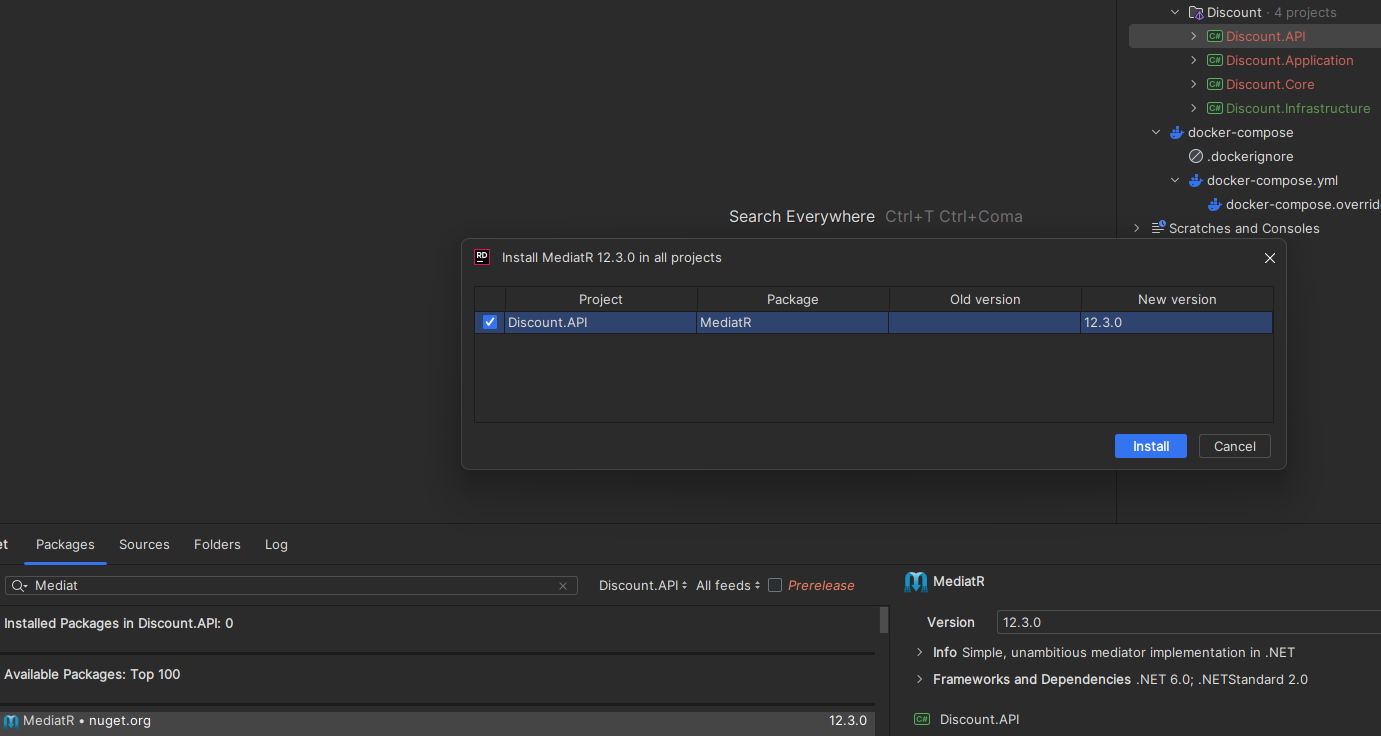 Discount · 4 projects
C# Discount.API
C# Discount.Application
C# Discount.Core
C# Discount.Infrastructure
docker-compose
.dockerignore
docker-compose.yml
docker-compose.overrid
Scratches and Consoles
Search Everywhere Ctrl+T Ctrl+Coma
RD Install MediatR 12.3.0 in all projects
Project Package Old version New version
Discount.API MediatR 12.3.0
Install Cancel
et Packages Sources Folders Log
Mediat Discount.API All feeds Prerelease
Installed Packages in Discount.API: 0
Available Packages: Top 100
MediatR • nuget.org 12.3.0
MediatR
Version 12.3.0
Info Simple, unambitious mediator implementation in .NET
Frameworks and Dependencies .NET 6.0; .NETStandard 2.0
C# Discount.API